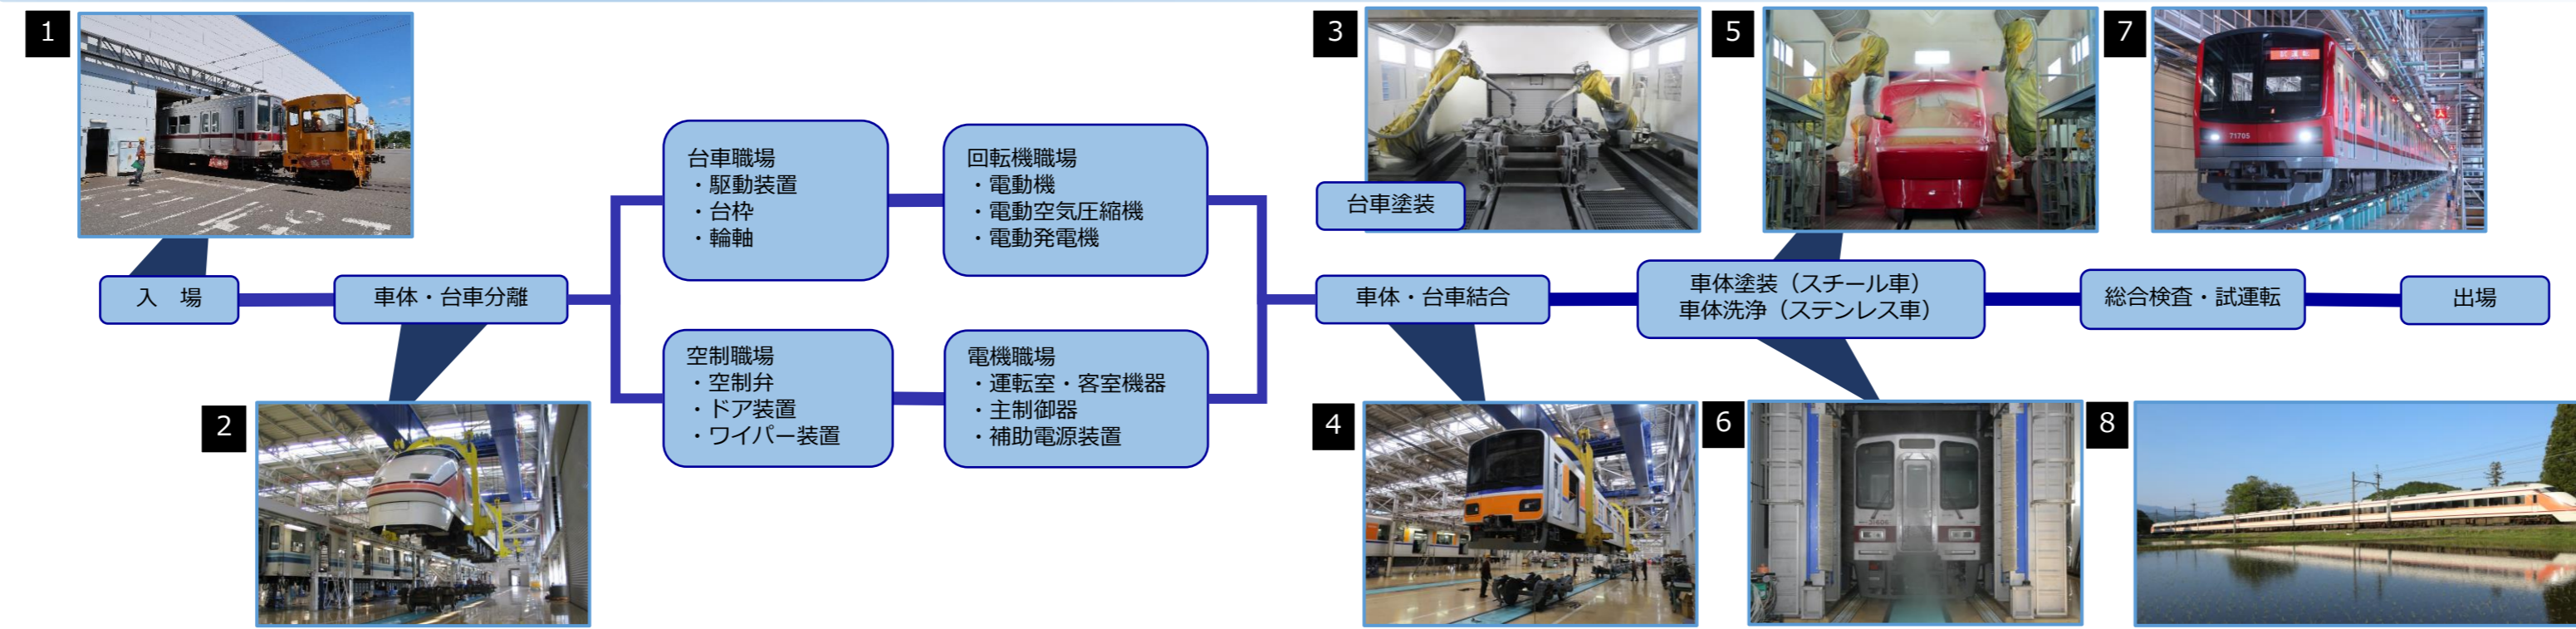 1
入　場
車体・台車分離
2
台車職場
・駆動装置
・台枠
・輪軸
回転機職場
・電動機
・電動空気圧縮機
・電動発電機
空制職場
・空制弁
・ドア装置
・ワイパー装置
電機職場
・運転室・客室機器
・主制御器
・補助電源装置
3
台車塗装
車体・台車結合
4
5
車体塗装（スチール車）
車体洗浄（ステンレス車）
6
7
試運転
71705
総合検査・試運転
出場
8